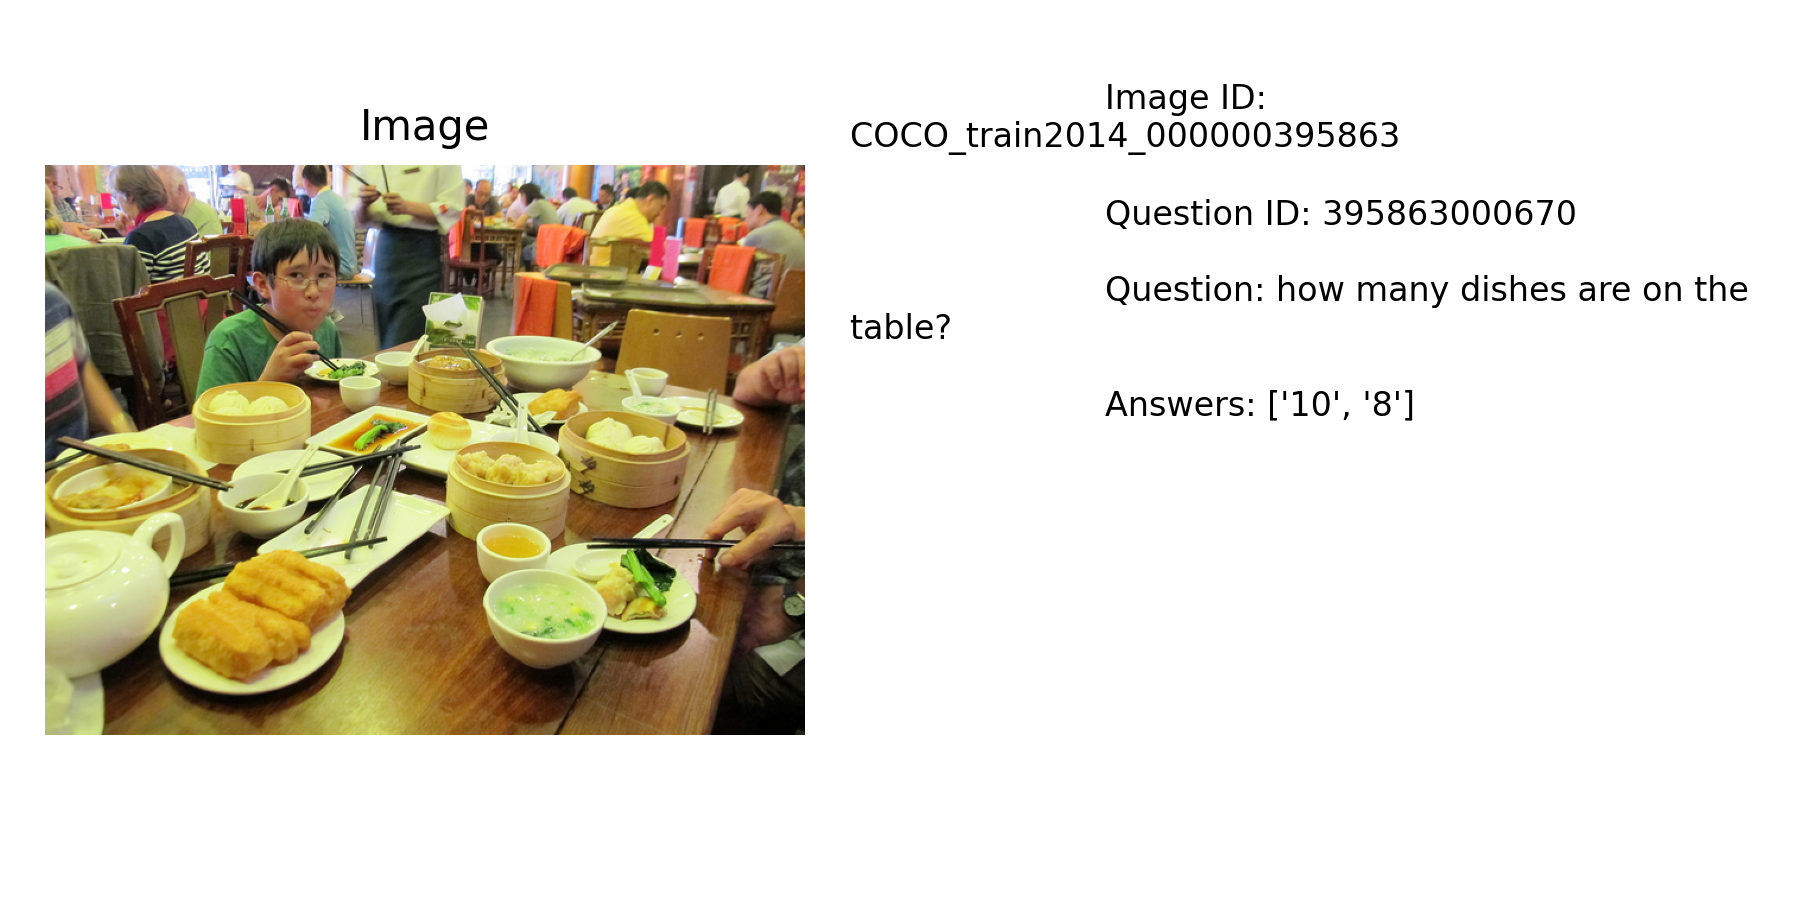 Image
Image ID:
COCO_train2014_000000395863
Question ID: 395863000670
Question: how many dishes are on the
table?
Answers: ['10', '8']